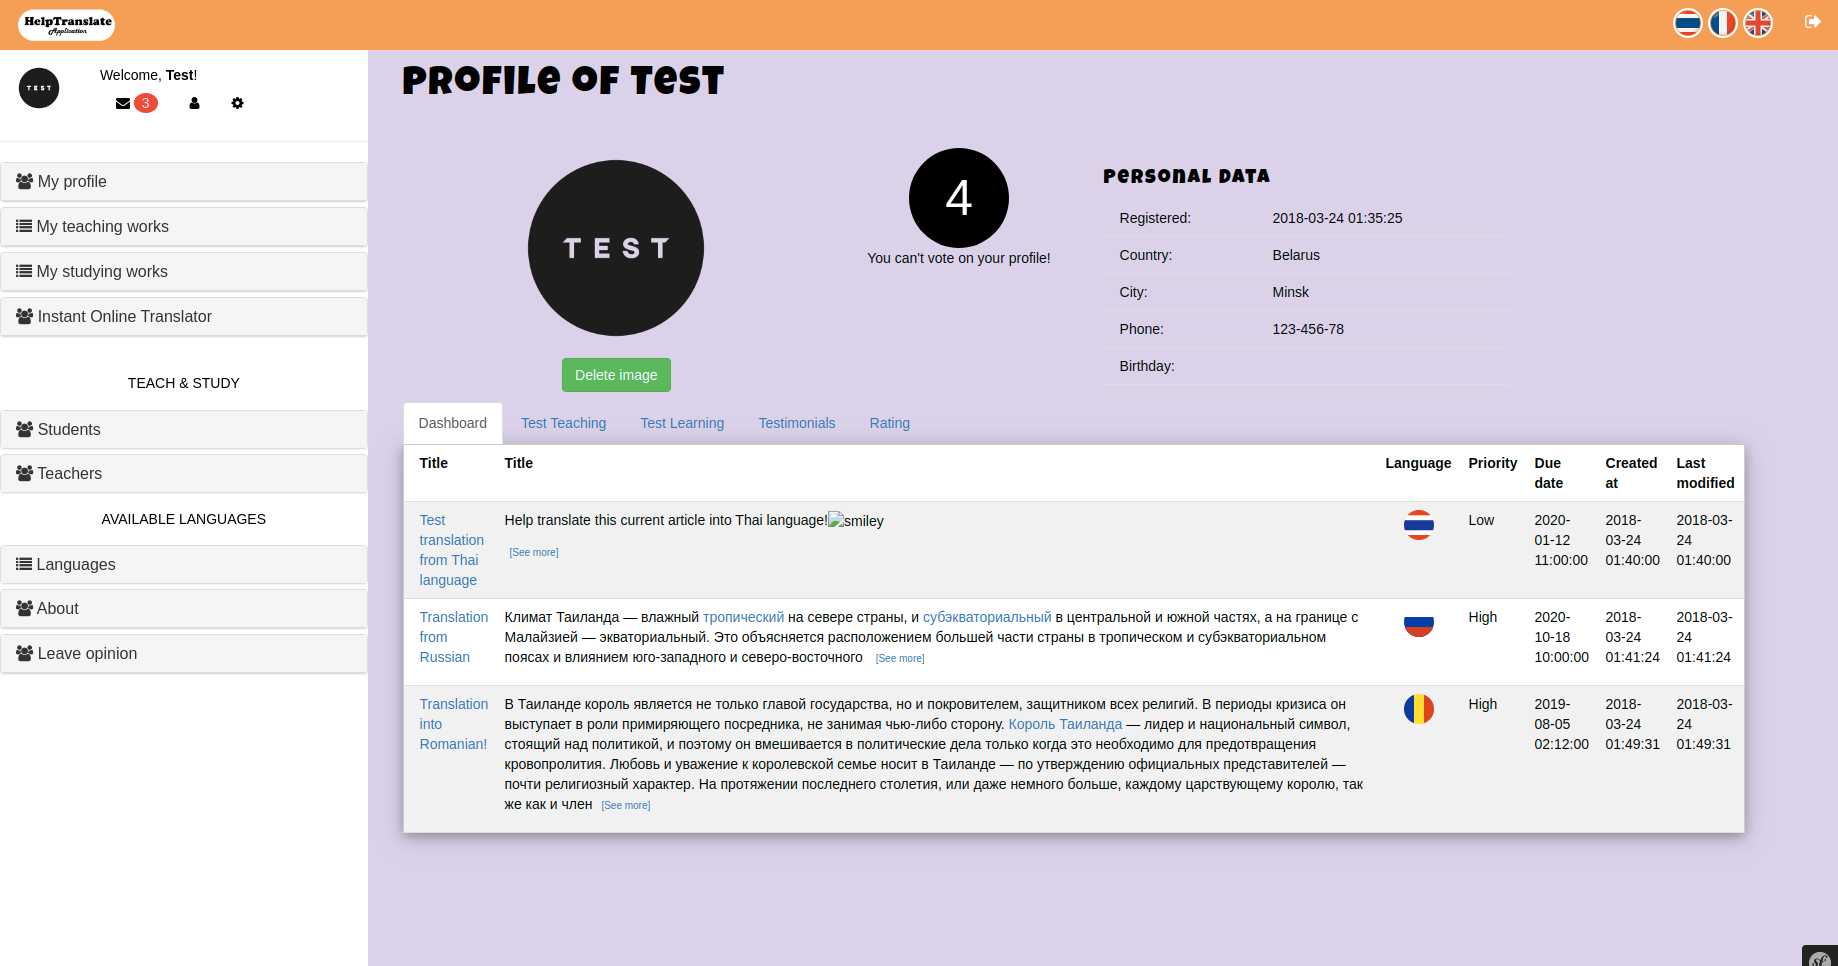 HelpTranslate
Application
TEST
Welcome, Test!
3
My profile
My teaching works
My studying works
Instant Online Translator
TEACH & STUDY
Students
Teachers
AVAILABLE LANGUAGES
Languages
About
Leave opinion
PROFILe OF TeST
TEST
Delete image
4
You can't vote on your profile!
PeRSONAL DATA
Registered: 2018-03-24 01:35:25
Country: Belarus
City: Minsk
Phone: 123-456-78
Birthday:
Dashboard Test Teaching Test Learning Testimonials Rating
Title Title Language Priority Due Created Last
date at modified
Test Help translate this current article into Thai language!smiley Low 2020- 2018- 2018-03-
translation 01-12 03-24 24
from Thai [See more] 11:00:00 01:40:00 01:40:00
language
Translation Климат Таиланда — влажный тропический на севере страны, и субэкваториальный в центральной и южной частях, а на границе с High 2020- 2018- 2018-03-
from Малайзией — экваториальный. Это объясняется расположением большей части страны в тропическом и субэкваториальном 10-18 03-24 24
Russian поясах и влиянием юго-западного и северо-восточного [See more] 10:00:00 01:41:24 01:41:24
Translation В Таиланде король является не только главой государства, но и покровителем, защитником всех религий. В периоды кризиса он High 2019- 2018- 2018-03-
into выступает в роли примиряющего посредника, не занимая чью-либо сторону. Король Таиланда — лидер и национальный символ, 08-05 03-24 24
Romanian! стоящий над политикой, и поэтому он вмешивается в политические дела только когда это необходимо для предотвращения 02:12:00 01:49:31 01:49:31
кровопролития. Любовь и уважение к королевской семье носит в Таиланде — по утверждению официальных представителей —
почти религиозный характер. На протяжении последнего столетия, или даже немного больше, каждому царствующему королю, так
же как и член [See more]
sf